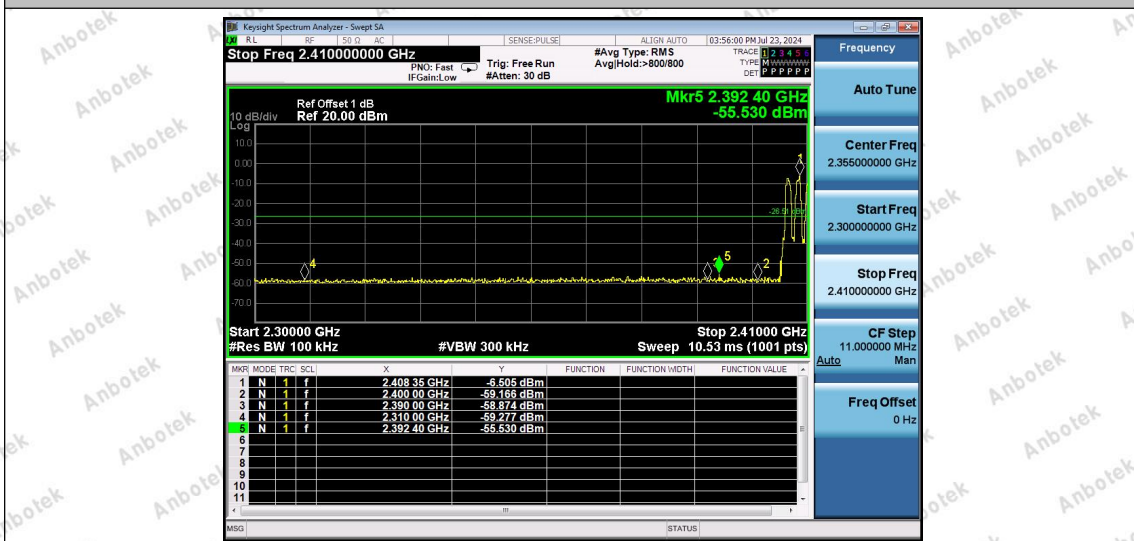 Keysight Spectrum Analyzer - Swept SA
RL RF 50 Ω AC SENSE:PULSE ALIGN AUTO 03:56:00 PM Jul 23, 2024
Stop Freq 2.410000000 GHz
PNO: Fast
IFGain:Low
Trig: Free Run
#Atten: 30 dB
#Avg Type: RMS
Avg|Hold:>800/800
TRACE 1 2 3 4 5 6
TYPE M W W W W W
DET P P P P P P
Ref Offset 1 dB
10 dB/div Ref 20.00 dBm
Log
Mkr5 2.392 40 GHz
-55.530 dBm
10.0
0.00
-10.0
-20.0
-30.0
-40.0
-50.0
-60.0
-70.0
1
4
5
2
Start 2.30000 GHz Stop 2.41000 GHz
#Res BW 100 kHz #VBW 300 kHz Sweep 10.53 ms (1001 pts)
MKR MODE TRC SCL X Y FUNCTION FUNCTION WIDTH FUNCTION VALUE
1 N 1 f 2.408 35 GHz -6.505 dBm
2 N 1 f 2.400 00 GHz -59.166 dBm
3 N 1 f 2.390 00 GHz -58.874 dBm
4 N 1 f 2.310 00 GHz -59.277 dBm
5 N 1 f 2.392 40 GHz -55.530 dBm
6
7
8
9
10
11
MSG STATUS
Frequency
Auto Tune
Center Freq
2.355000000 GHz
Start Freq
2.300000000 GHz
Stop Freq
2.410000000 GHz
CF Step
11.000000 MHz
Auto Man
Freq Offset
0 Hz
Anbotek